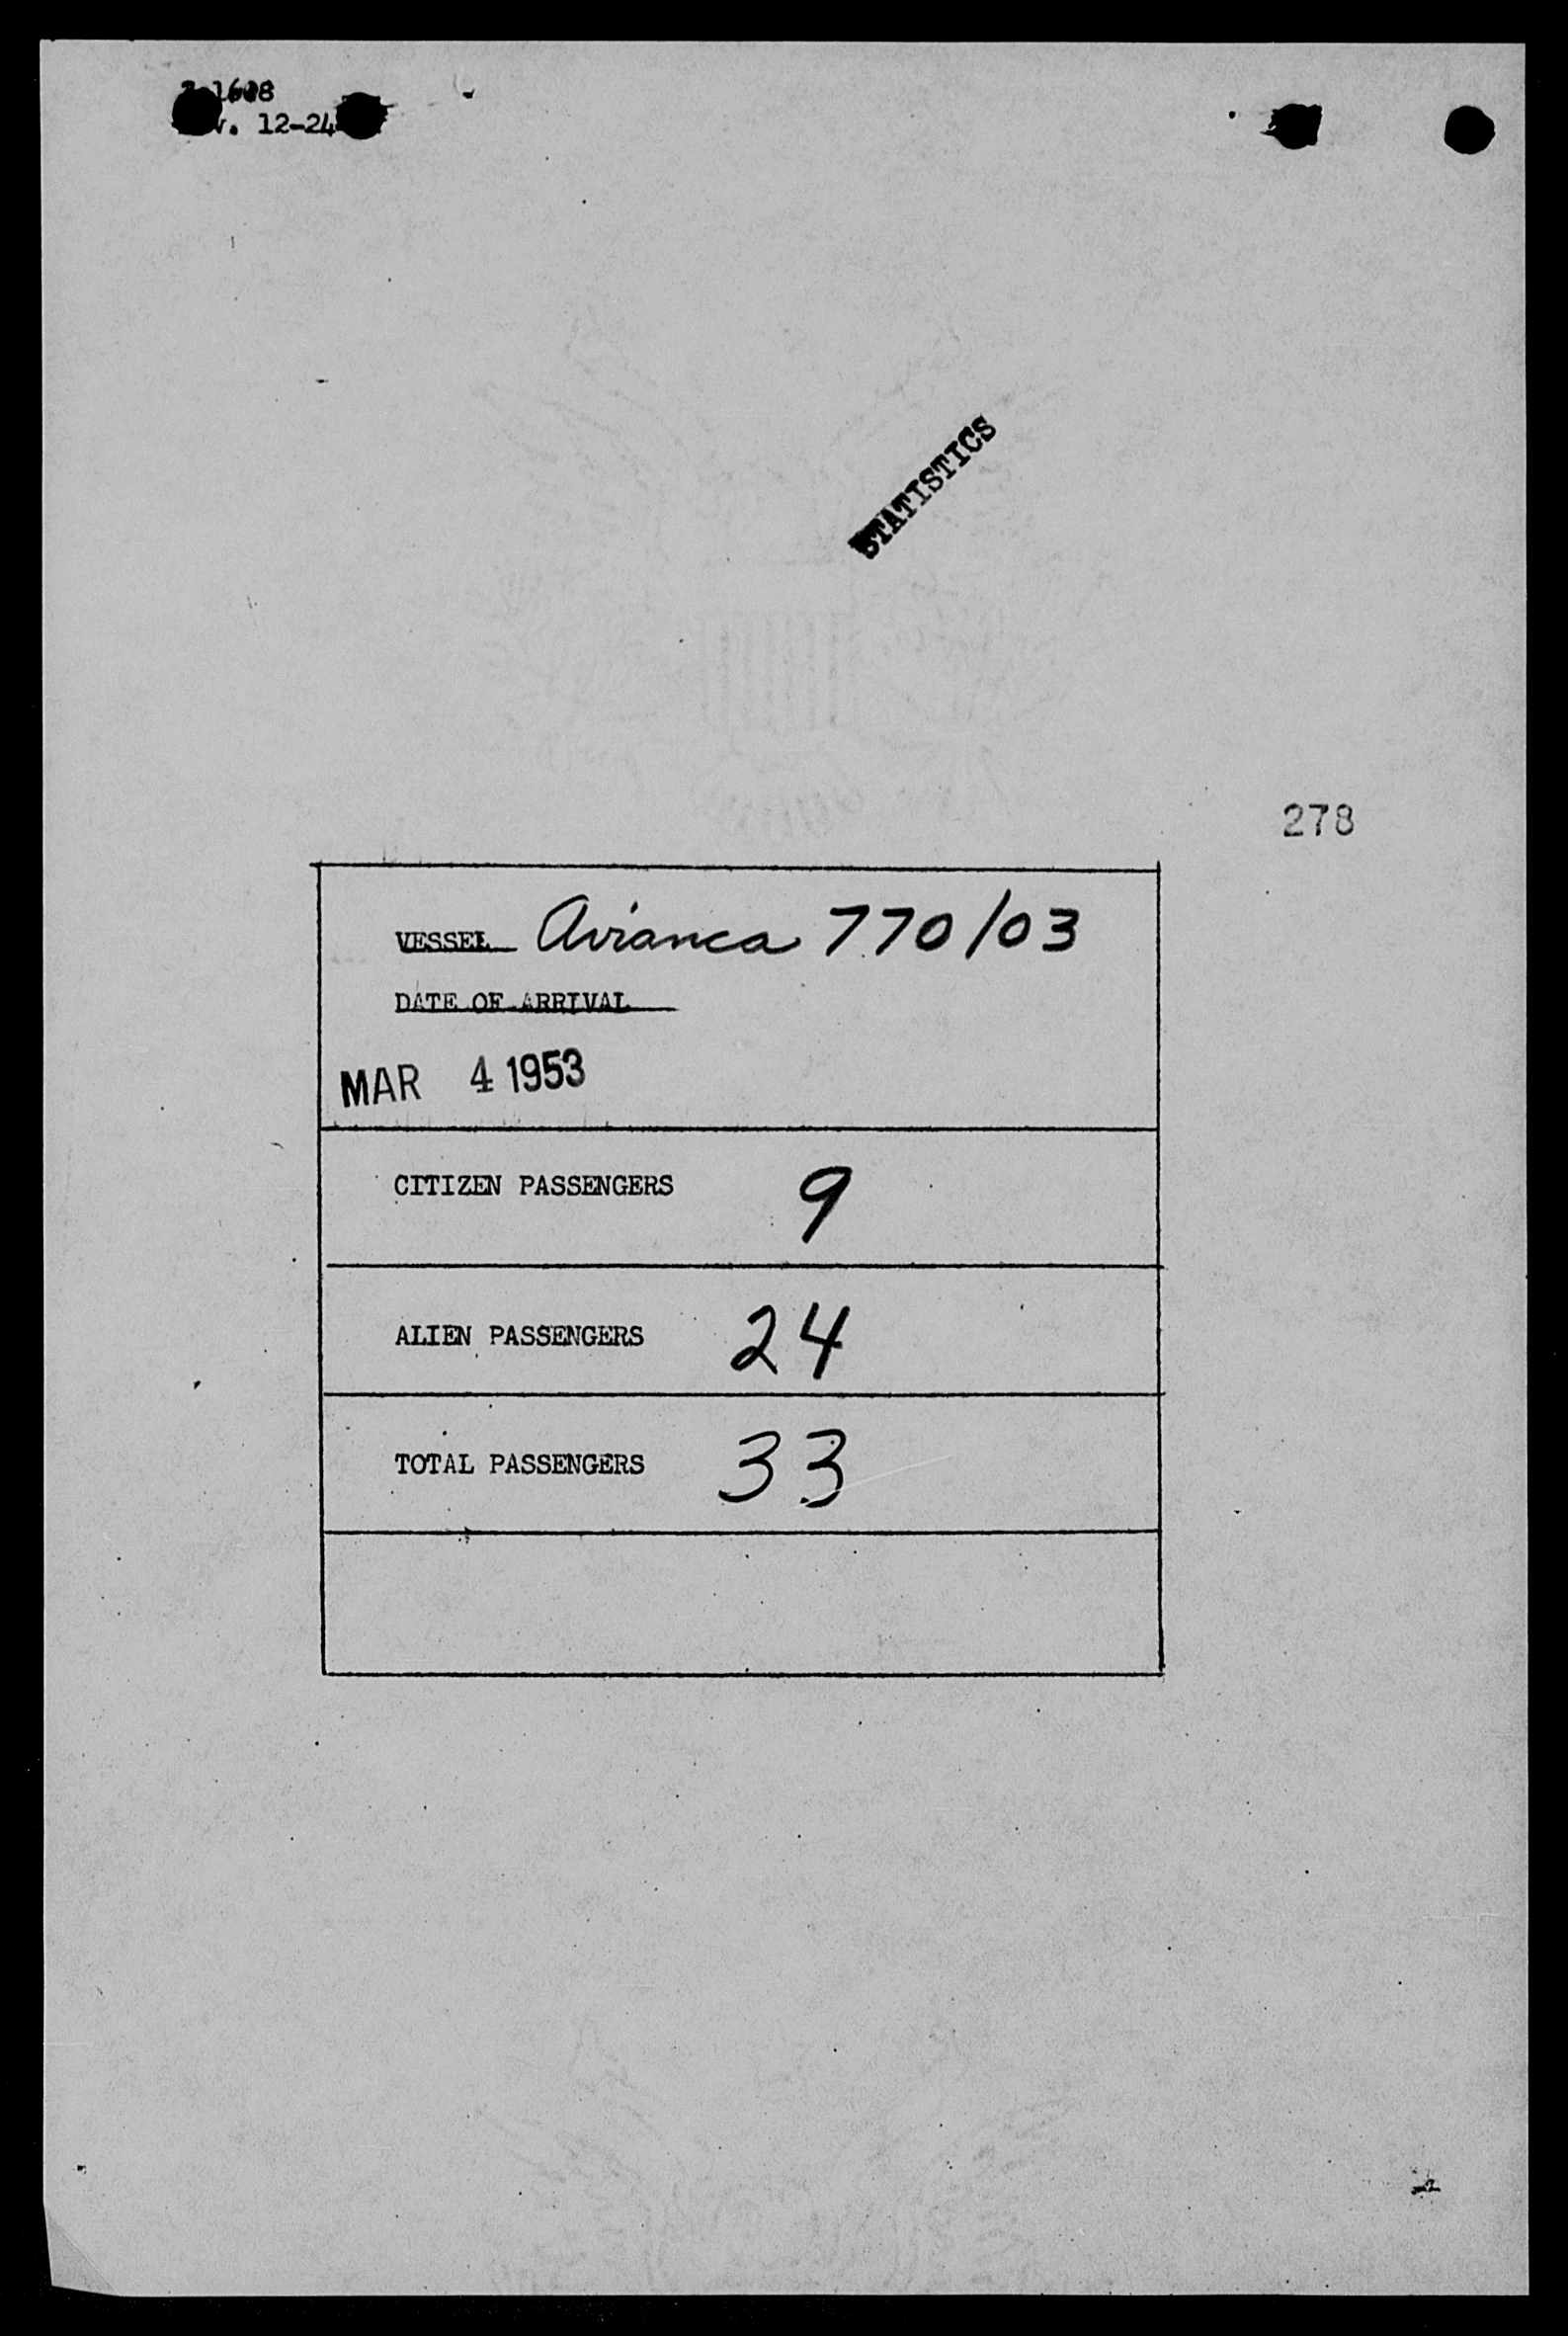 12-24
STATISTICS
278
VESSEL Avianca 770/03
DATE OF ARRIVAL
MAR 4 1953
CITIZEN PASSENGERS 9
ALIEN PASSENGERS 24
TOTAL PASSENGERS 33